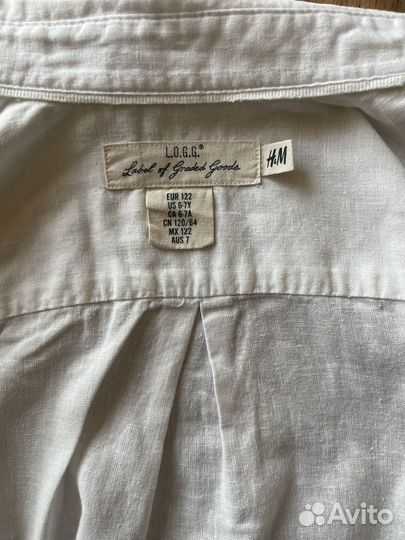 L.O.G.G.®
Label of Graded Goods
H&M
EUR 122
US 6-7Y
CA 6-7A
CN 120/64
MX 122
AUS 7
Avito